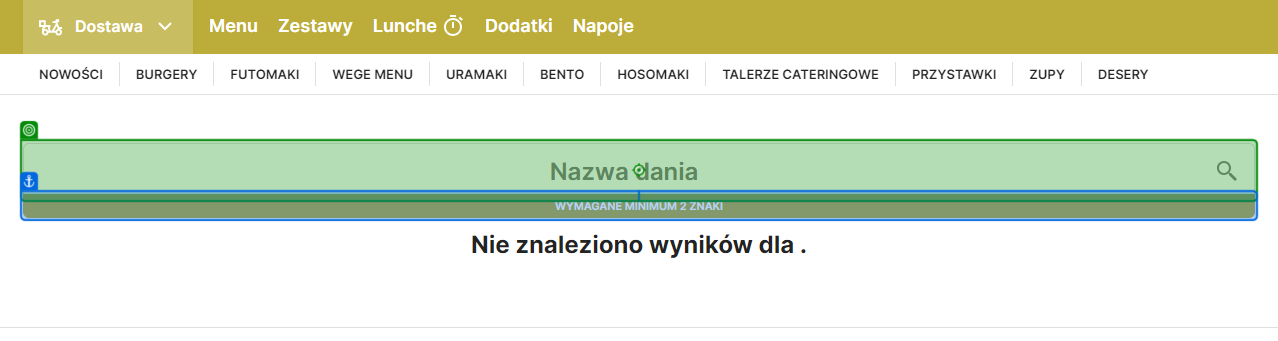 Dostawa Menu Zestawy Lunche Dodatki Napoje
NOWOŚCI BURGERY FUTOMAKI WEGE MENU URAMAKI BENTO HOSOMAKI TALERZE CATERINGOWE PRZYSTAWKI ZUPY DESERY
Nazwa dania
WYMAGANE MINIMUM 2 ZNAKI
Nie znaleziono wyników dla .